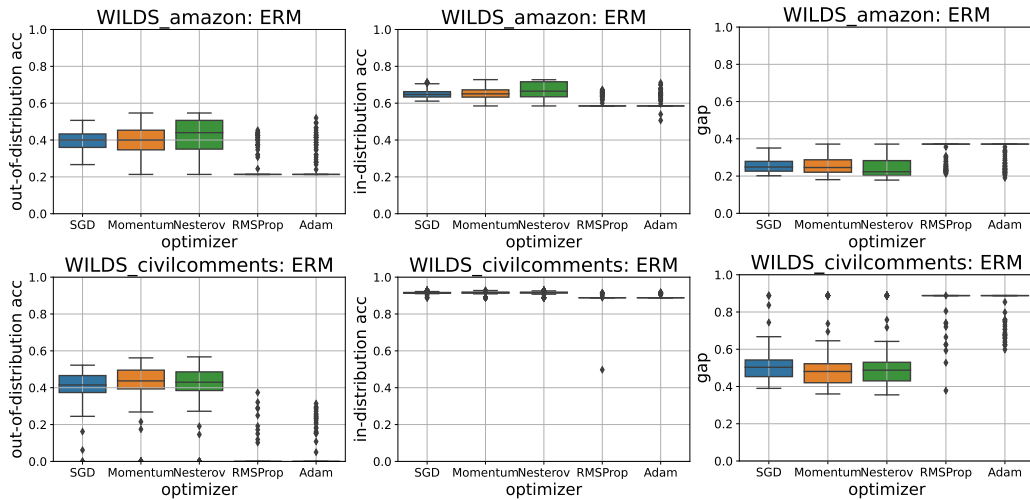 WILDS_amazon: ERM
1.0
0.8
0.6
0.4
0.2
0.0
out-of-distribution acc
SGD Momentum Nesterov RMSProp Adam
optimizer
WILDS_amazon: ERM
1.0
0.8
0.6
0.4
0.2
0.0
in-distribution acc
SGD Momentum Nesterov RMSProp Adam
optimizer
WILDS_amazon: ERM
1.0
0.8
0.6
0.4
0.2
0.0
gap
SGD Momentum Nesterov RMSProp Adam
optimizer
WILDS_civilcomments: ERM
1.0
0.8
0.6
0.4
0.2
0.0
out-of-distribution acc
SGD Momentum Nesterov RMSProp Adam
optimizer
WILDS_civilcomments: ERM
1.0
0.8
0.6
0.4
0.2
0.0
in-distribution acc
SGD Momentum Nesterov RMSProp Adam
optimizer
WILDS_civilcomments: ERM
1.0
0.8
0.6
0.4
0.2
0.0
gap
SGD Momentum Nesterov RMSProp Adam
optimizer